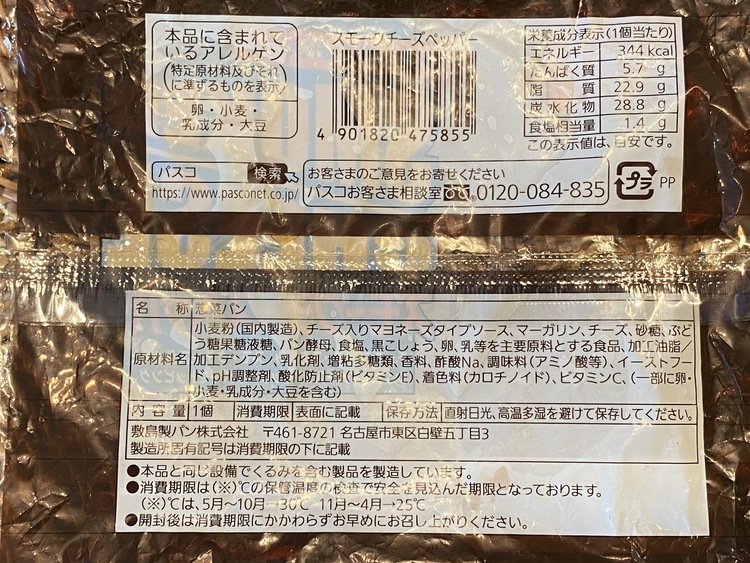 本品に含まれて
いるアレルゲン
(特定原材料及びそれ
に準ずるものを表示)
卵・小麦・
乳成分・大豆
スモークチーズペッパー
4 901820 475855
栄養成分表示(1個当たり)
エネルギー 344 kcal
たんぱく質 5.7 g
脂質 22.9 g
炭水化物 28.8 g
食塩相当量 1.4 g
この表示値は、目安です。
パスコ 検索
https://www.pasconet.co.jp/
お客さまのご意見をお寄せください
パスコお客さま相談室 0120-084-835
プラ PP
名称 惣菜パン
原材料名 小麦粉(国内製造)、チーズ入りマヨネーズタイプソース、マーガリン、チーズ、砂糖、ぶど
う糖果糖液糖、パン酵母、食塩、黒こしょう、卵、乳等を主要原料とする食品、加工油脂/
加工デンプン、乳化剤、増粘多糖類、香料、酢酸Na、調味料(アミノ酸等)、イーストフー
ド、pH調整剤、酸化防止剤(ビタミンE)、着色料(カロチノイド)、ビタミンC、(一部に卵・
小麦・乳成分・大豆を含む)
内容量 1個 消費期限 表面に記載 保存方法 直射日光、高温多湿を避けて保存してください。
敷島製パン株式会社 〒461-8721 名古屋市東区白壁五丁目3
製造所固有記号は消費期限の下に記載
●本品と同じ設備でくるみを含む製品を製造しています。
●消費期限は(※)℃の保管温度の検査で安全を見込んだ期限となっております。
(※)℃は、5月〜10月→30℃ 11月〜4月→25℃
●開封後は消費期限にかかわらずお早めにお召し上がりください。